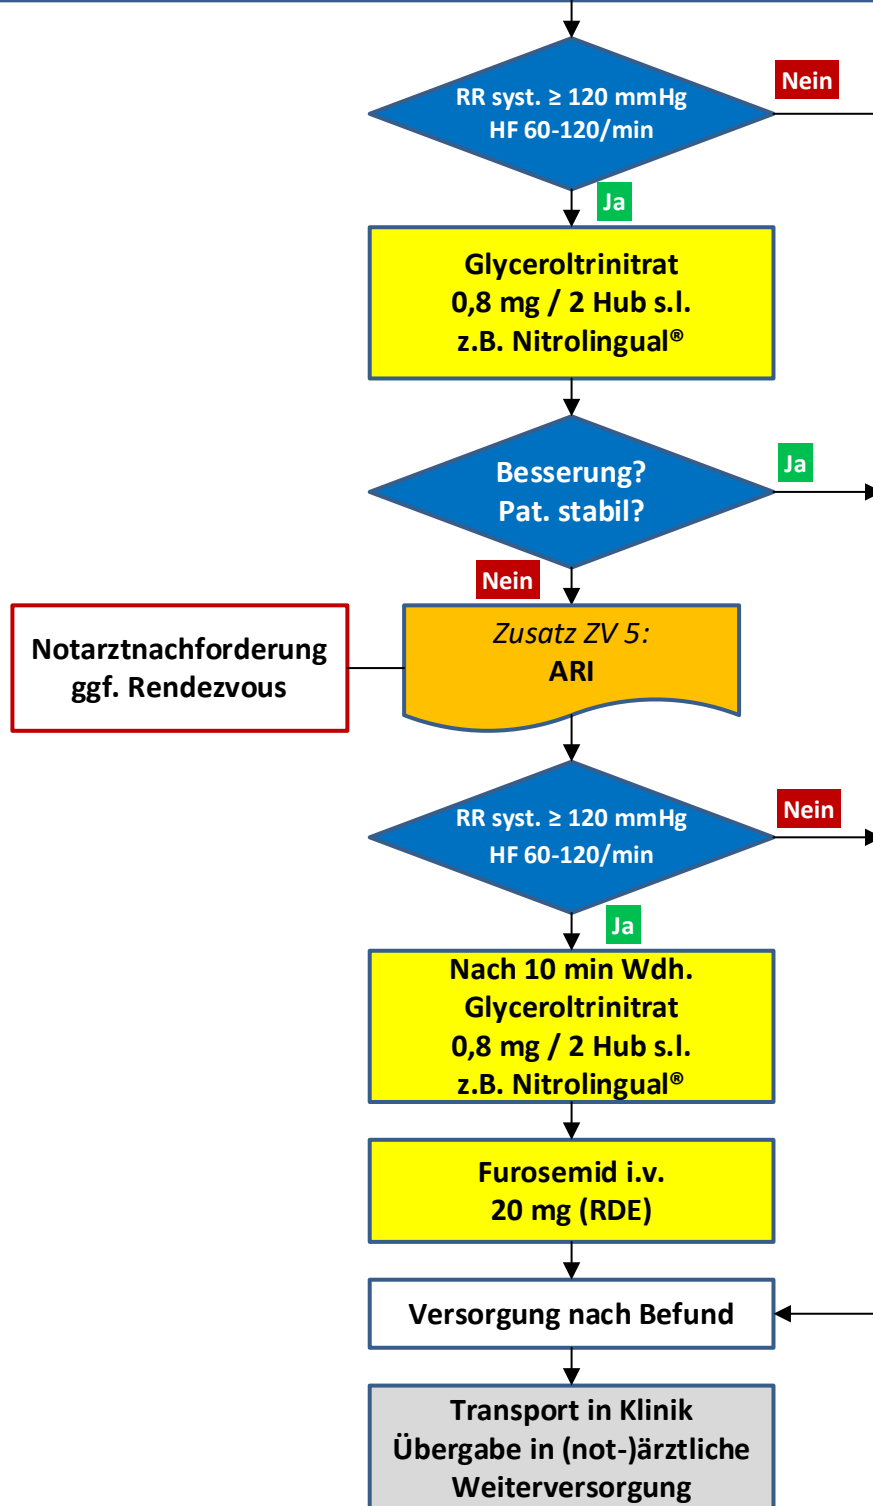 RR syst. ≥ 120 mmHg
HF 60-120/min
Nein
Ja
Glyceroltrinitrat
0,8 mg / 2 Hub s.l.
z.B. Nitrolingual®
Besserung?
Pat. stabil?
Ja
Nein
Notarztnachforderung
ggf. Rendezvous
Zusatz ZV 5:
ARI
RR syst. ≥ 120 mmHg
HF 60-120/min
Nein
Ja
Nach 10 min Wdh.
Glyceroltrinitrat
0,8 mg / 2 Hub s.l.
z.B. Nitrolingual®
Furosemid i.v.
20 mg (RDE)
Versorgung nach Befund
Transport in Klinik
Übergabe in (not-)ärztliche
Weiterversorgung